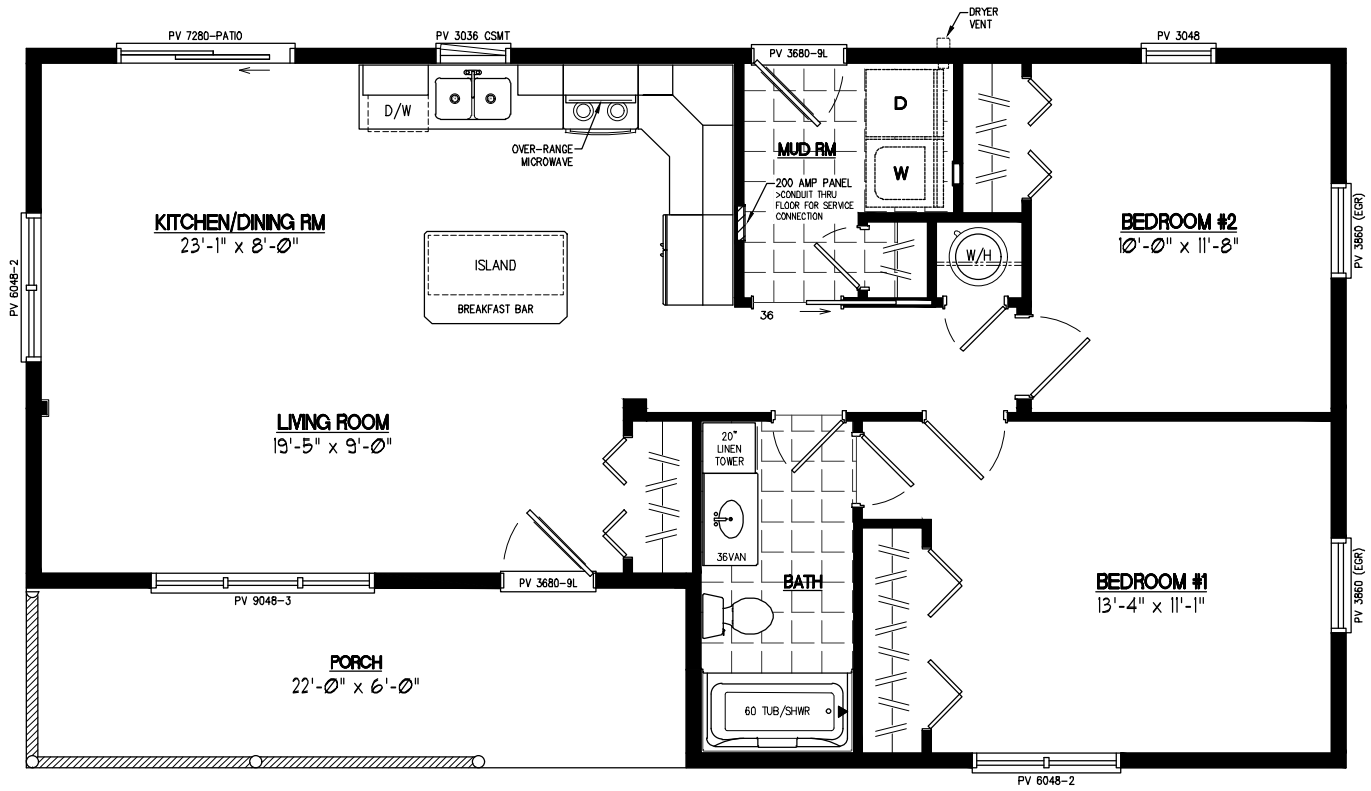 DRYER
VENT
PV 7280-PATIO
PV 3036 CSMT
PV 3680-9L
PV 3048
D/W
OVER-RANGE
MICROWAVE
D
MUD RM
W
200 AMP PANEL
>CONDUIT THRU
FLOOR FOR SERVICE
CONNECTION
KITCHEN/DINING RM
23'-1" x 8'-0"
ISLAND
BREAKFAST BAR
W/H
BEDROOM #2
10'-0" x 11'-8"
PV 3860 (EGR)
PV 6048-2
36
LIVING ROOM
19'-5" x 9'-0"
20"
LINEN
TOWER
36VAN
BATH
BEDROOM #1
13'-4" x 11'-1"
PV 3860 (EGR)
PV 9048-3
PV 3680-9L
PORCH
22'-0" x 6'-0"
60 TUB/SHWR
PV 6048-2